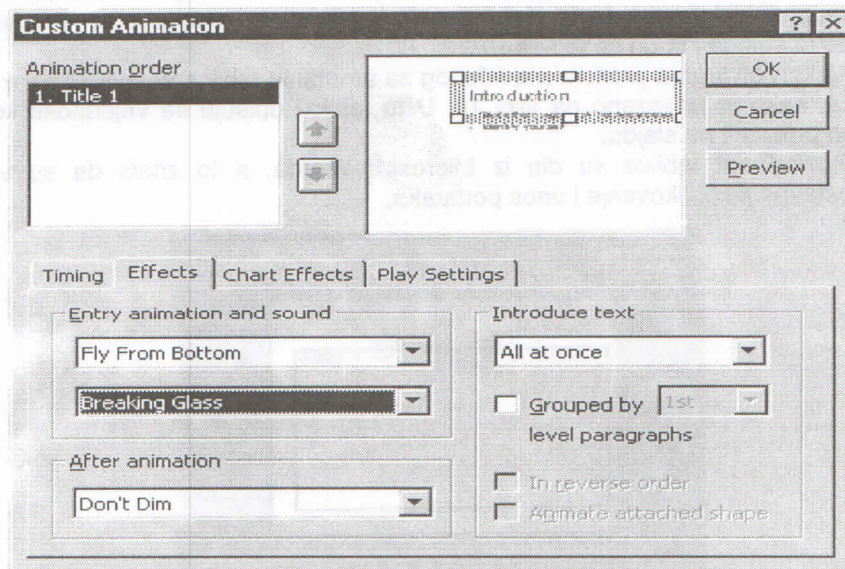 Custom Animation
Animation order
1. Title 1
Introduction
Identify yourself
OK
Cancel
Preview
Timing Effects Chart Effects Play Settings
Entry animation and sound
Fly From Bottom
Breaking Glass
After animation
Don't Dim
Introduce text
All at once
Grouped by 1st
level paragraphs
In reverse order
Animate attached shape